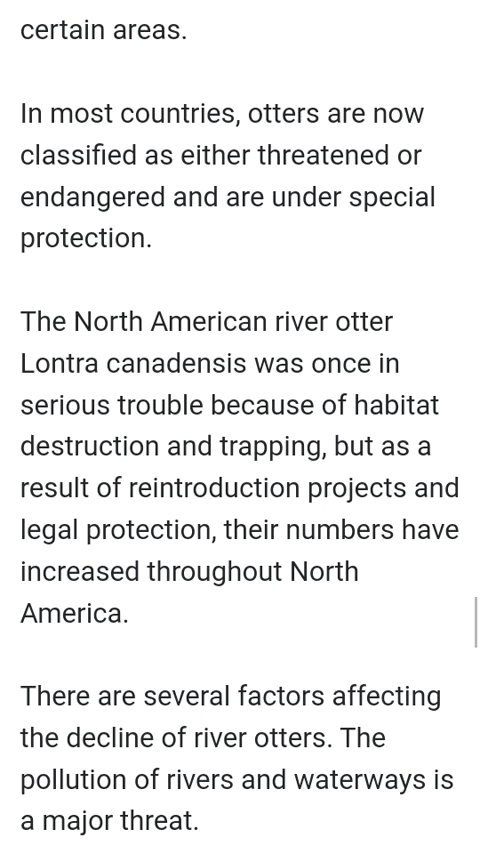 certain areas.
In most countries, otters are now
classified as either threatened or
endangered and are under special
protection.
The North American river otter
Lontra canadensis was once in
serious trouble because of habitat
destruction and trapping, but as a
result of reintroduction projects and
legal protection, their numbers have
increased throughout North
America.
There are several factors affecting
the decline of river otters. The
pollution of rivers and waterways is
a major threat.